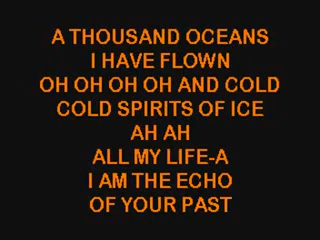 A THOUSAND OCEANS
I HAVE FLOWN
OH OH OH OH AND COLD
COLD SPIRITS OF ICE
AH AH
ALL MY LIFE-A
I AM THE ECHO
OF YOUR PAST